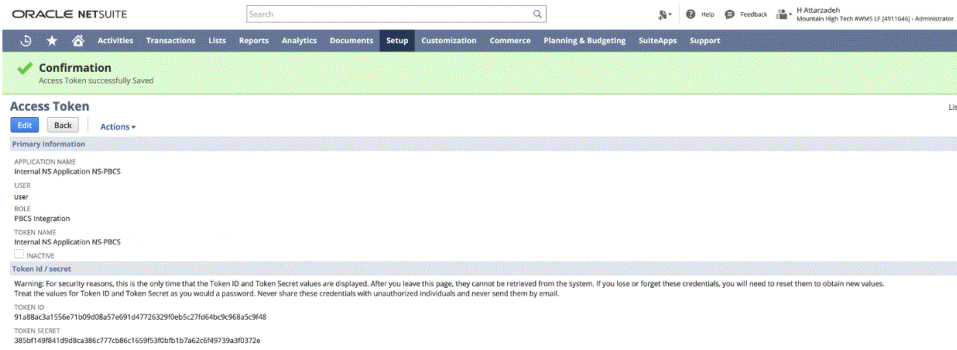 ORACLE NETSUITE
Search
Help
Feedback
H Attarzadeh
Mountain High Tech #WMS LF [4911646] - Administrator
Activities Transactions Lists Reports Analytics Documents Setup Customization Commerce Planning & Budgeting SuiteApps Support
Confirmation
Access Token successfully Saved
Access Token
Lis
Edit Back Actions
Primary Information
APPLICATION NAME
Internal NS Application NS-PBCS
USER
User
ROLE
PBCS Integration
TOKEN NAME
Internal NS Application NS-PBCS
INACTIVE
Token Id / secret
Warning: For security reasons, this is the only time that the Token ID and Token Secret values are displayed. After you leave this page, they cannot be retrieved from the system. If you lose or forget these credentials, you will need to reset them to obtain new values.
Treat the values for Token ID and Token Secret as you would a password. Never share these credentials with unauthorized individuals and never send them by email.
TOKEN ID
91a88ac3a1556e71b09d08a57e691d47726329f0eb5c27fd64bc9c968a5c9f48
TOKEN SECRET
385bf149f841d9d8ca386c777cb86c1659f53f0bfb1b7a62c6f49739a3f0372e